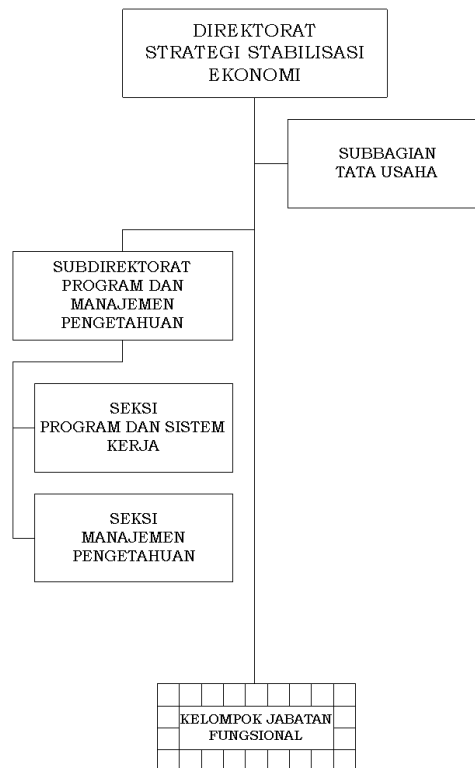 DIREKTORAT
STRATEGI STABILISASI
EKONOMI
SUBBAGIAN
TATA USAHA
SUBDIREKTORAT
PROGRAM DAN
MANAJEMEN
PENGETAHUAN
SEKSI
PROGRAM DAN SISTEM
KERJA
SEKSI
MANAJEMEN
PENGETAHUAN
KELOMPOK JABATAN
FUNGSIONAL